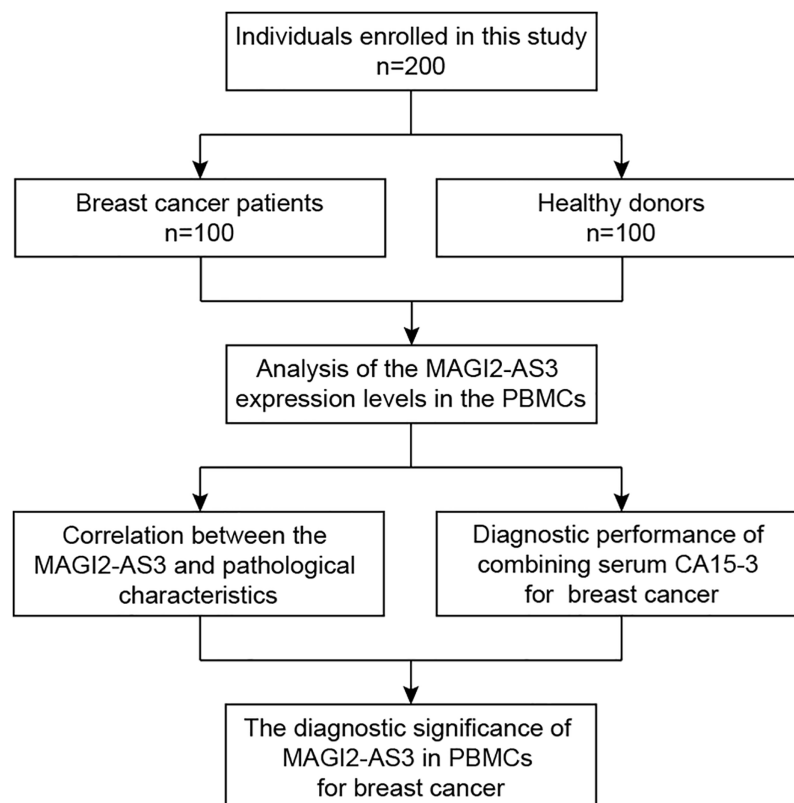 Individuals enrolled in this study
n=200
Breast cancer patients
n=100
Healthy donors
n=100
Analysis of the MAGI2-AS3
expression levels in the PBMCs
Correlation between the
MAGI2-AS3 and pathological
characteristics
Diagnostic performance of
combining serum CA15-3
for breast cancer
The diagnostic significance of
MAGI2-AS3 in PBMCs
for breast cancer